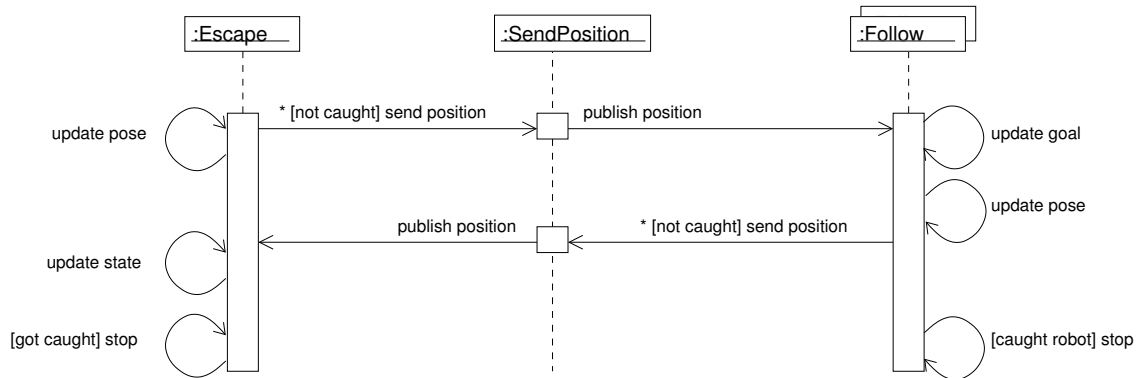 :Escape
:SendPosition
:Follow
* [not caught] send position
publish position
update pose
update goal
update pose
publish position
* [not caught] send position
update state
[got caught] stop
[caught robot] stop